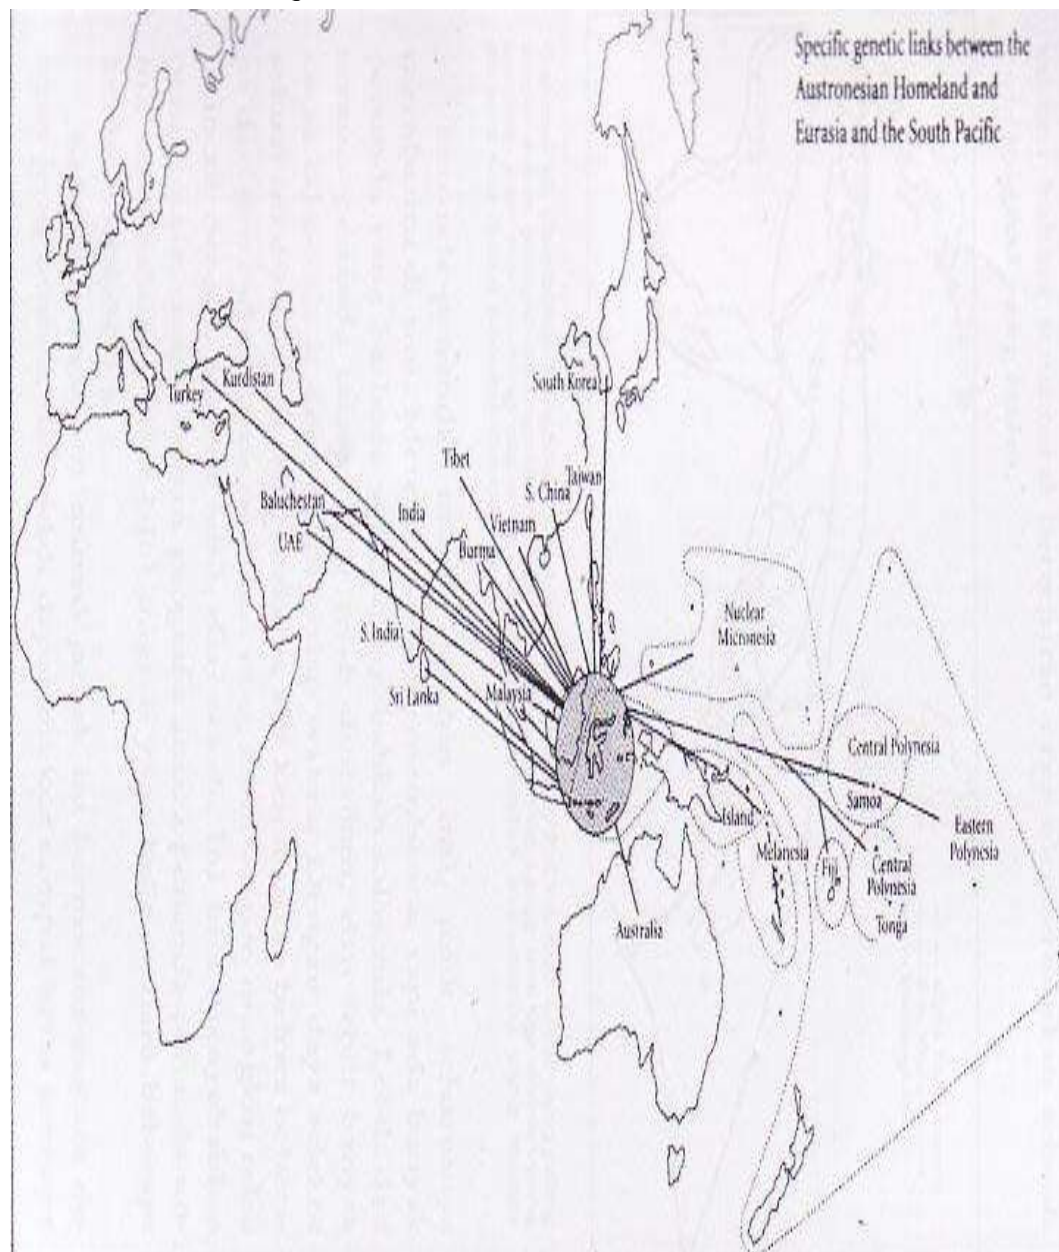 Specific genetic links between the
Austronesian Homeland and
Eurasia and the South Pacific
Turkey
Kurdistan
South Korea
Tibet
Baluchestan
India
S. China
Taiwan
Vietnam
UAE
Burma
Nuclear
Micronesia
S. India
Sri Lanka
Malaysia
Central Polynesia
Samoa
Island
Eastern
Polynesia
Melanesia
Fiji
Central
Polynesia
Tonga
Australia